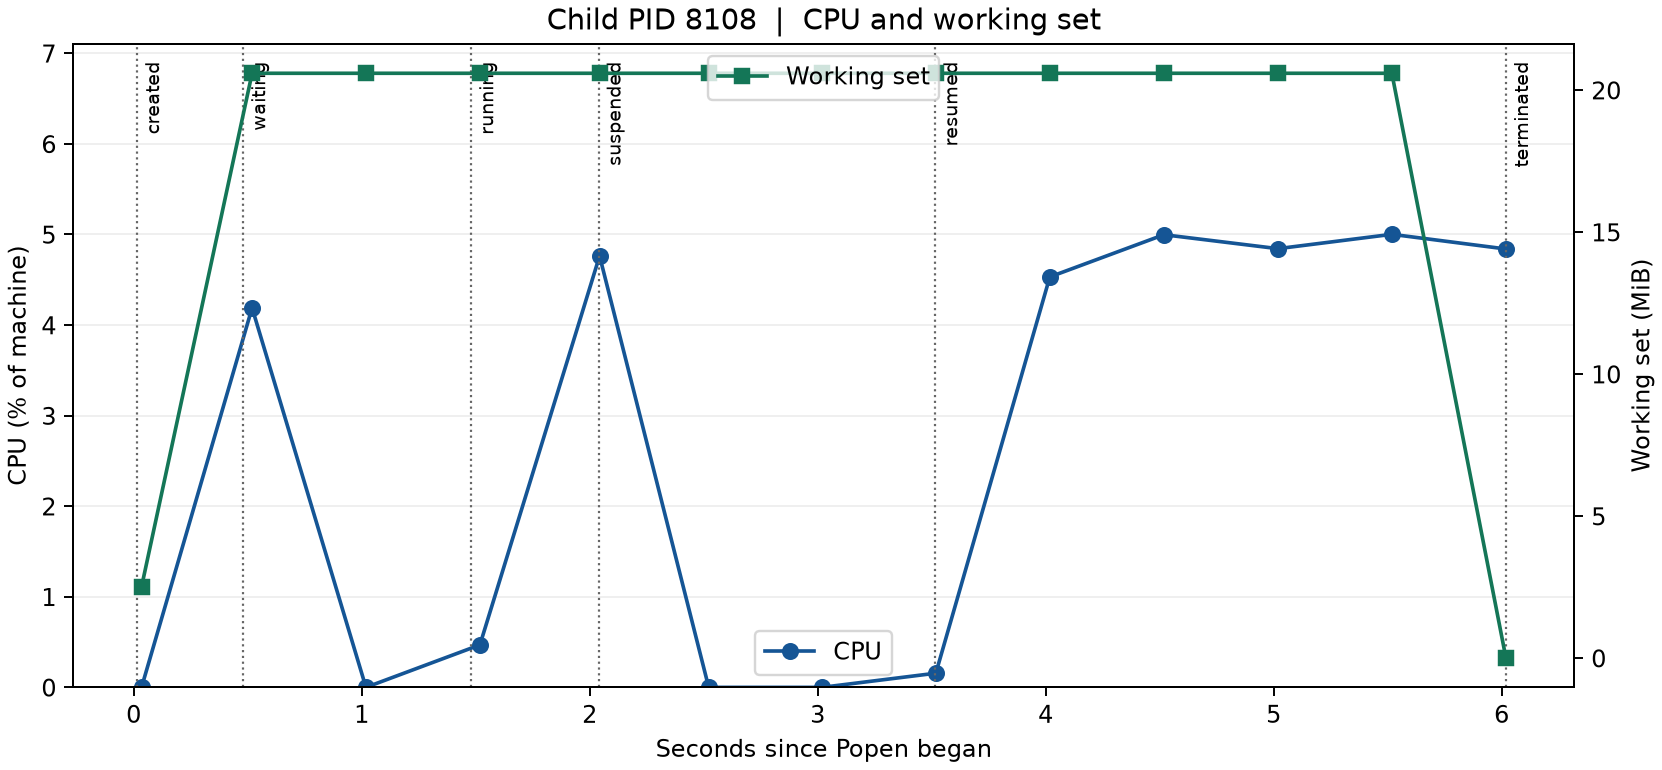 Child PID 8108 | CPU and working set
CPU (% of machine)
7
6
5
4
3
2
1
0
created
waiting
running
suspended
resumed
terminated
Working set
CPU
20
15
10
5
0
Working set (MiB)
0 1 2 3 4 5 6
Seconds since Popen began